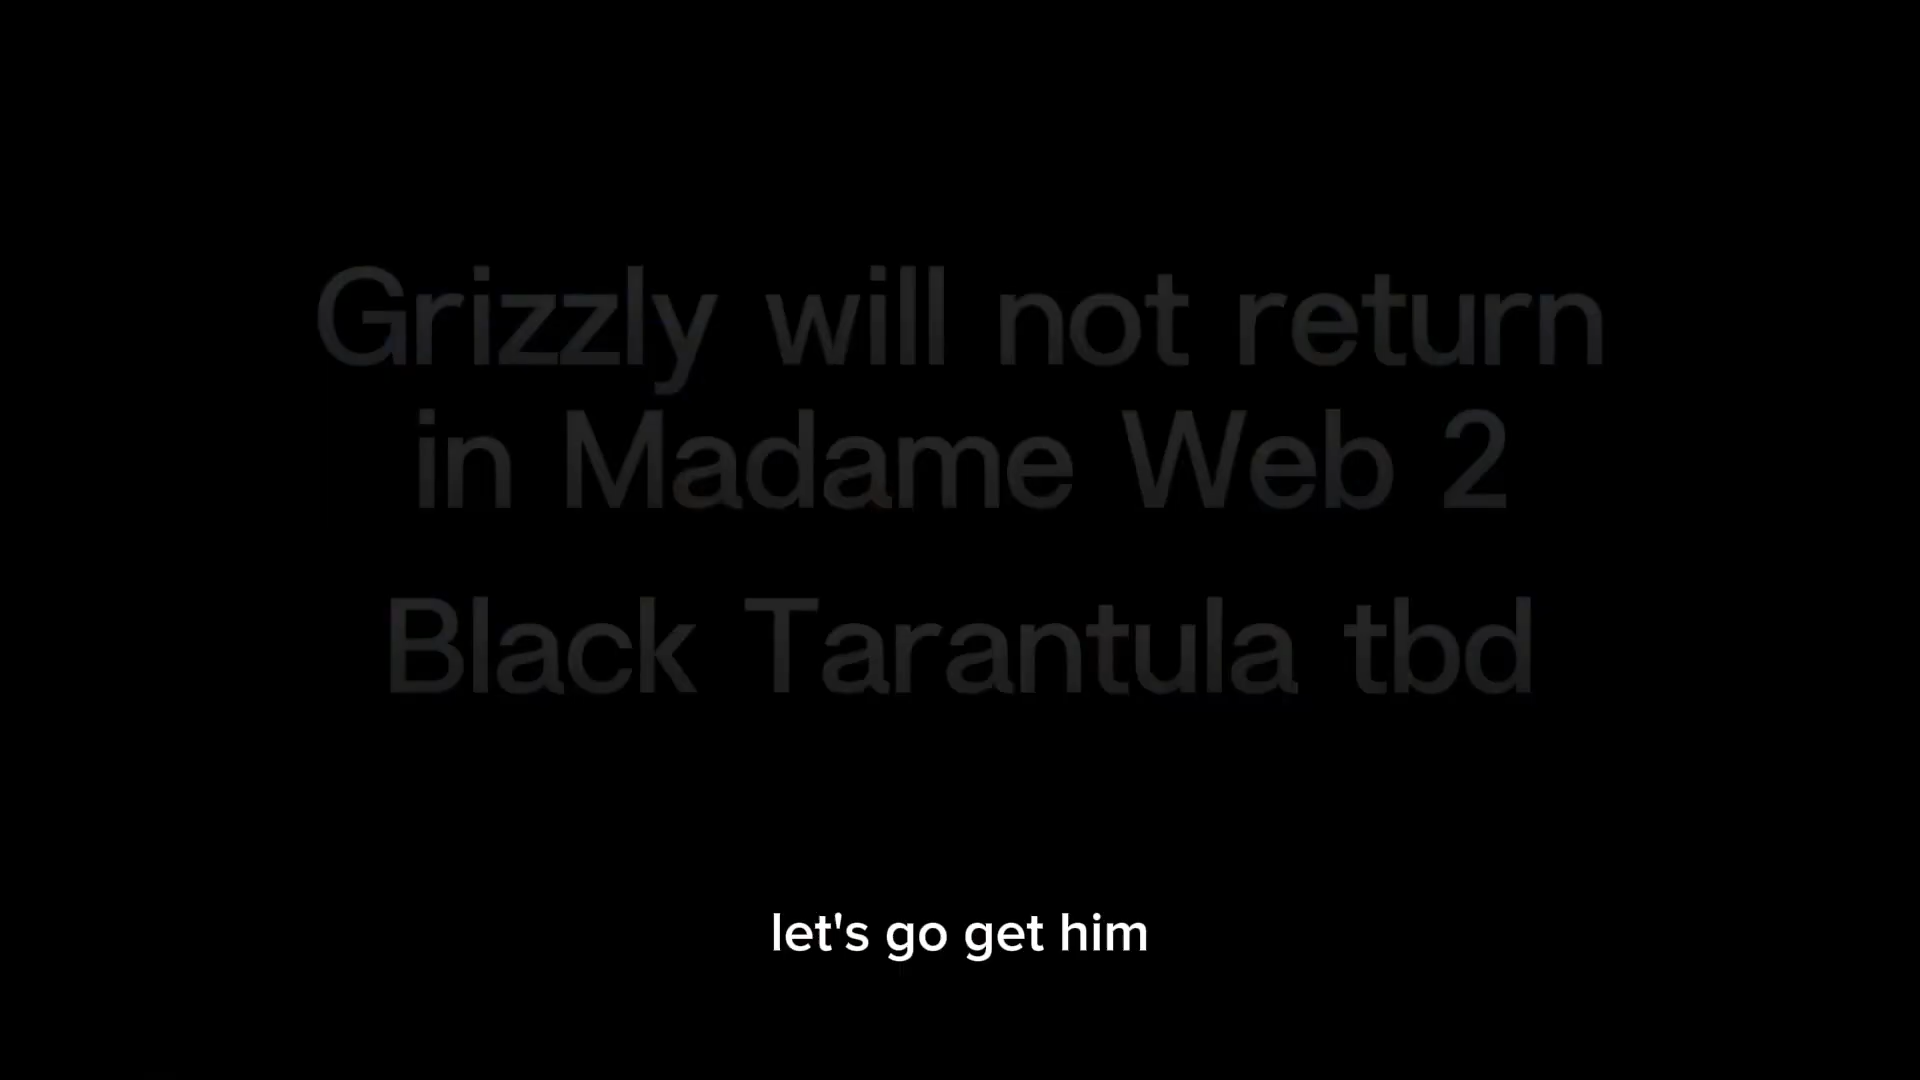 Grizzly will not return
in Madame Web 2
Black Tarantula tbd
let's go get him